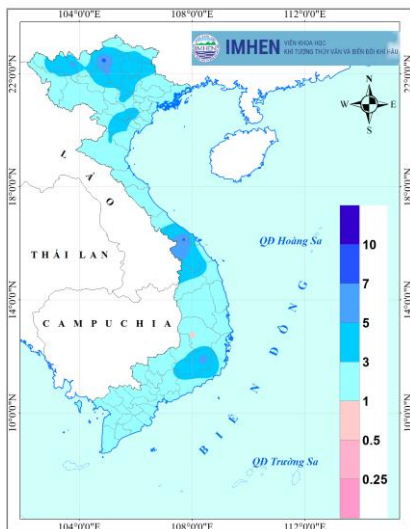 104°0'0"E 108°0'0"E 112°0'0"E
IMHEN
VIỆN KHOA HỌC
KHÍ TƯỢNG THỦY VĂN VÀ BIẾN ĐỔI KHÍ HẬU
22°0'0"N
22°0'0"N
N
W E
S
LÀO
18°0'0"N
18°0'0"N
QĐ Hoàng Sa
THÁI LAN
10
7
5
3
1
0.5
0.25
14°0'0"N
14°0'0"N
CAMPUCHIA
BIỂN ĐÔNG
10°0'0"N
10°0'0"N
QĐ Trường Sa
104°0'0"E 108°0'0"E 112°0'0"E